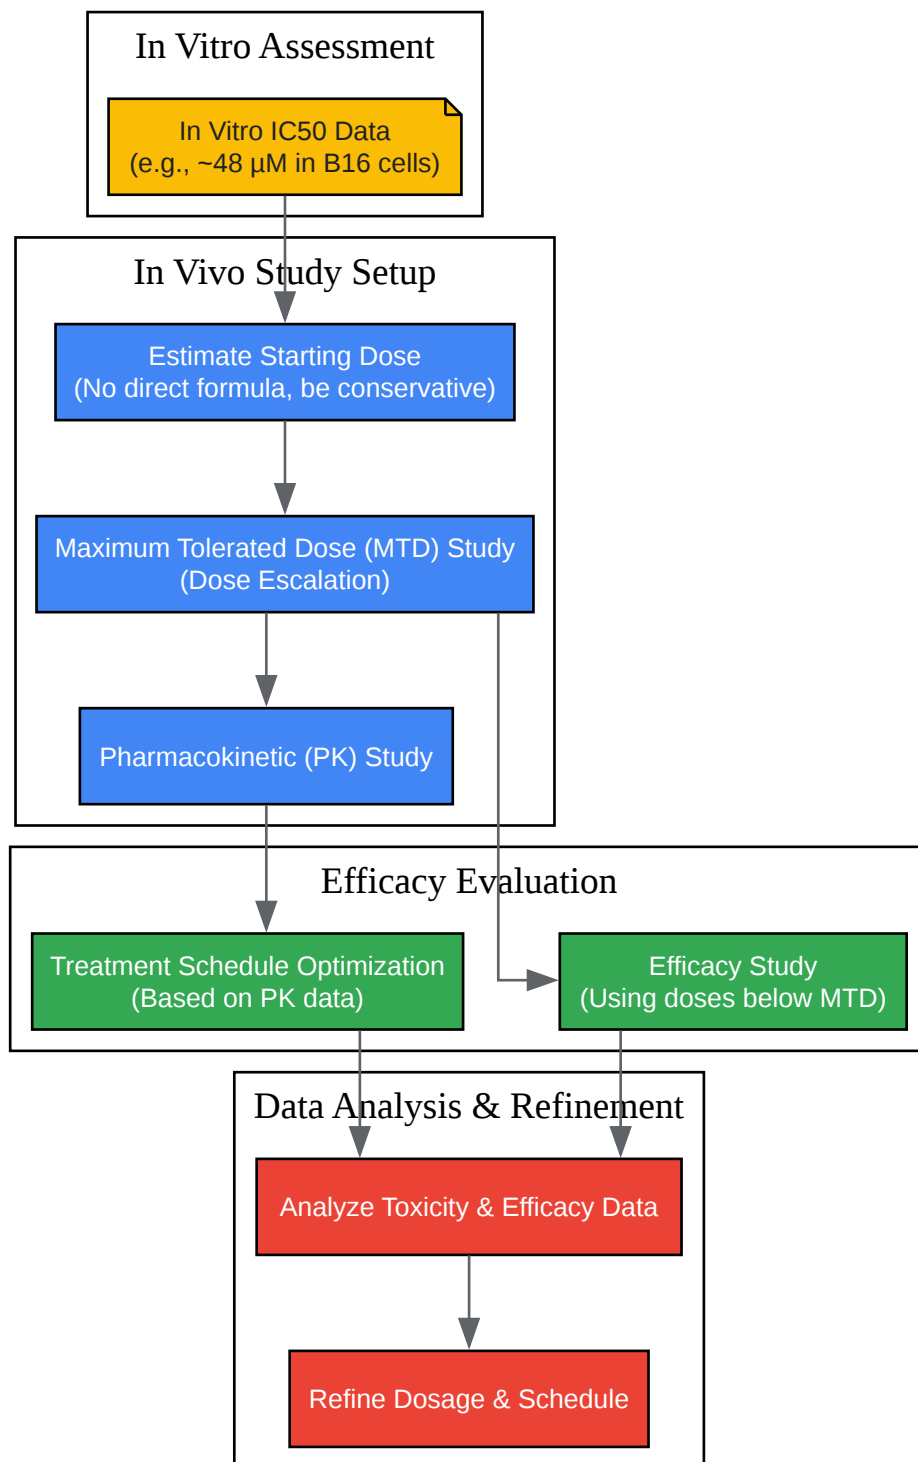 In Vitro Assessment
In Vitro IC50 Data
(e.g., ~48 µM in B16 cells)
In Vivo Study Setup
Estimate Starting Dose
(No direct formula, be conservative)
Maximum Tolerated Dose (MTD) Study
(Dose Escalation)
Pharmacokinetic (PK) Study
Efficacy Evaluation
Treatment Schedule Optimization
(Based on PK data)
Efficacy Study
(Using doses below MTD)
Data Analysis & Refinement
Analyze Toxicity & Efficacy Data
Refine Dosage & Schedule